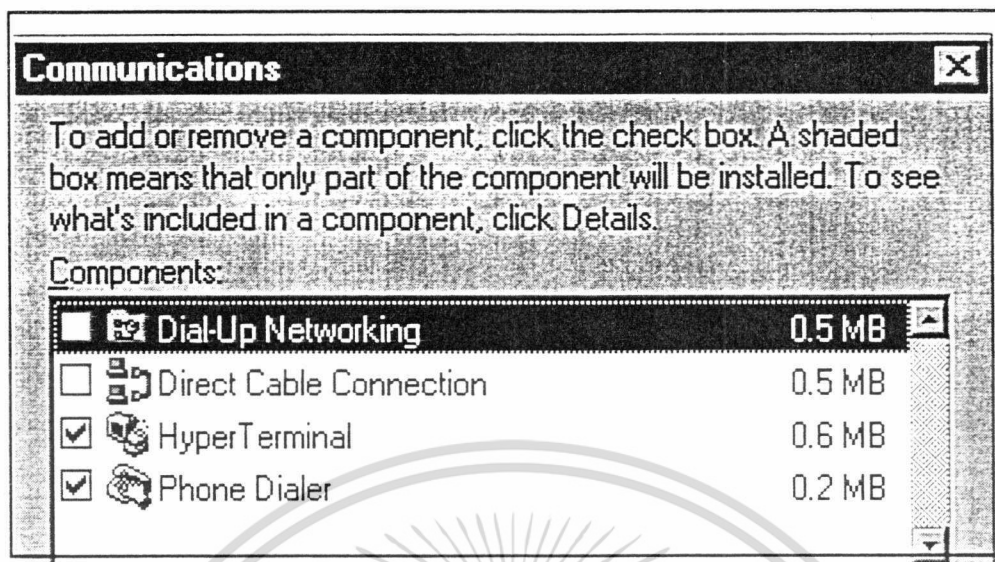 Communications
To add or remove a component, click the check box. A shaded
box means that only part of the component will be installed. To see
what's included in a component, click Details.
Components:
Dial-Up Networking 0.5 MB
Direct Cable Connection 0.5 MB
HyperTerminal 0.6 MB
Phone Dialer 0.2 MB